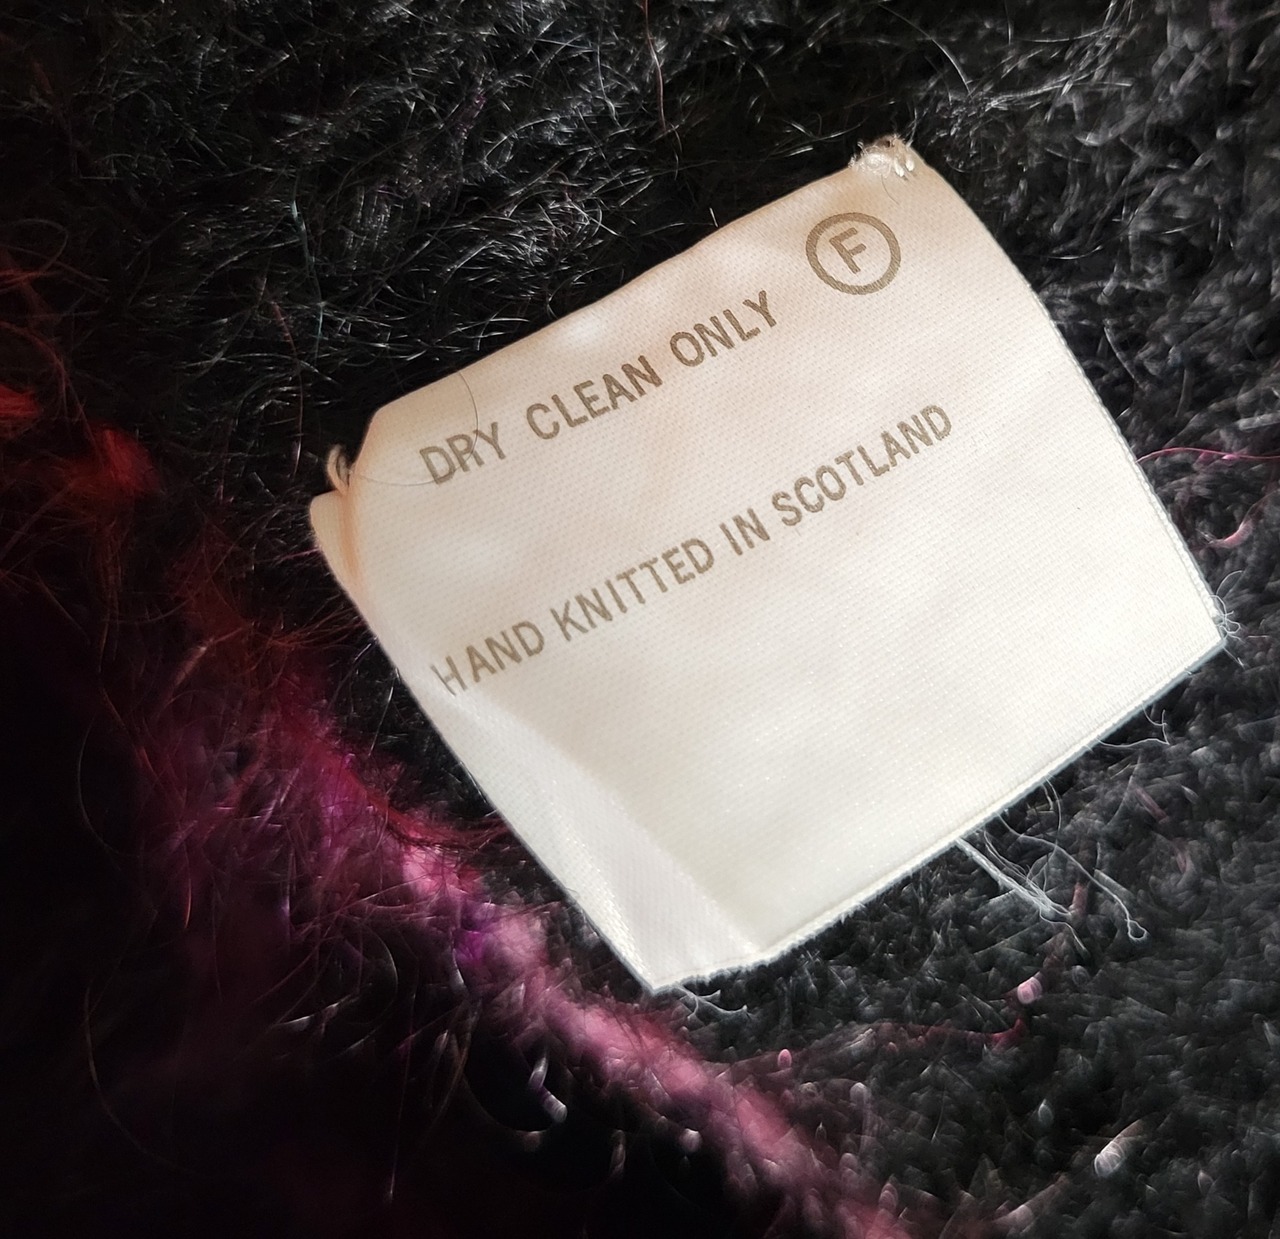 DRY CLEAN ONLY Ⓕ
HAND KNITTED IN SCOTLAND